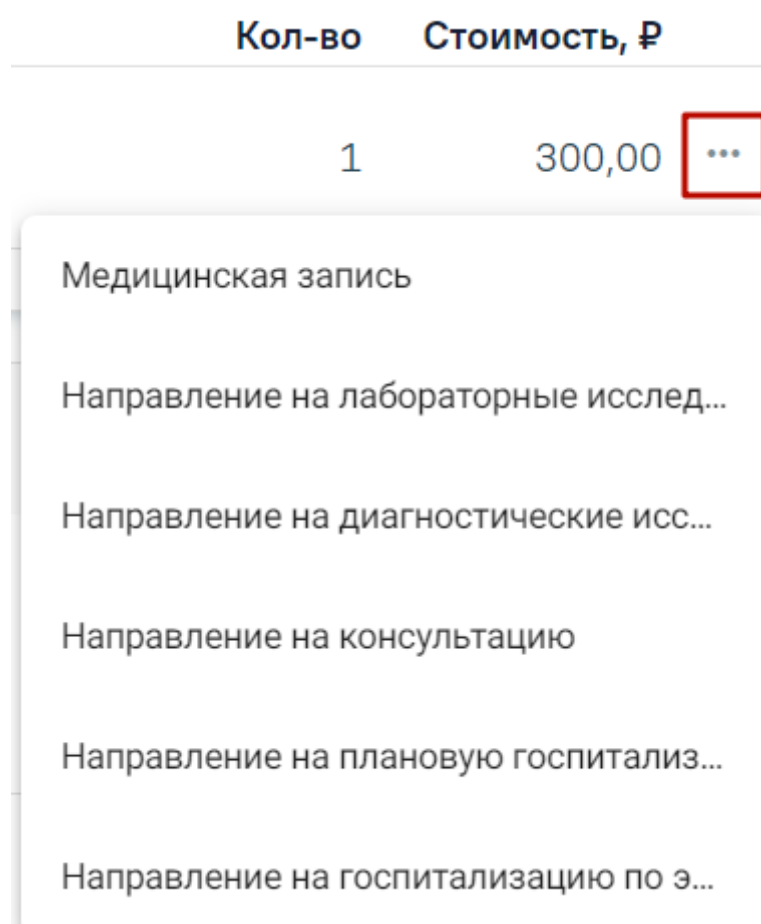 Кол-во Стоимость, ₽
1 300,00 ...
Медицинская запись
Направление на лабораторные исслед...
Направление на диагностические исс...
Направление на консультацию
Направление на плановую госпитализ...
Направление на госпитализацию по э...